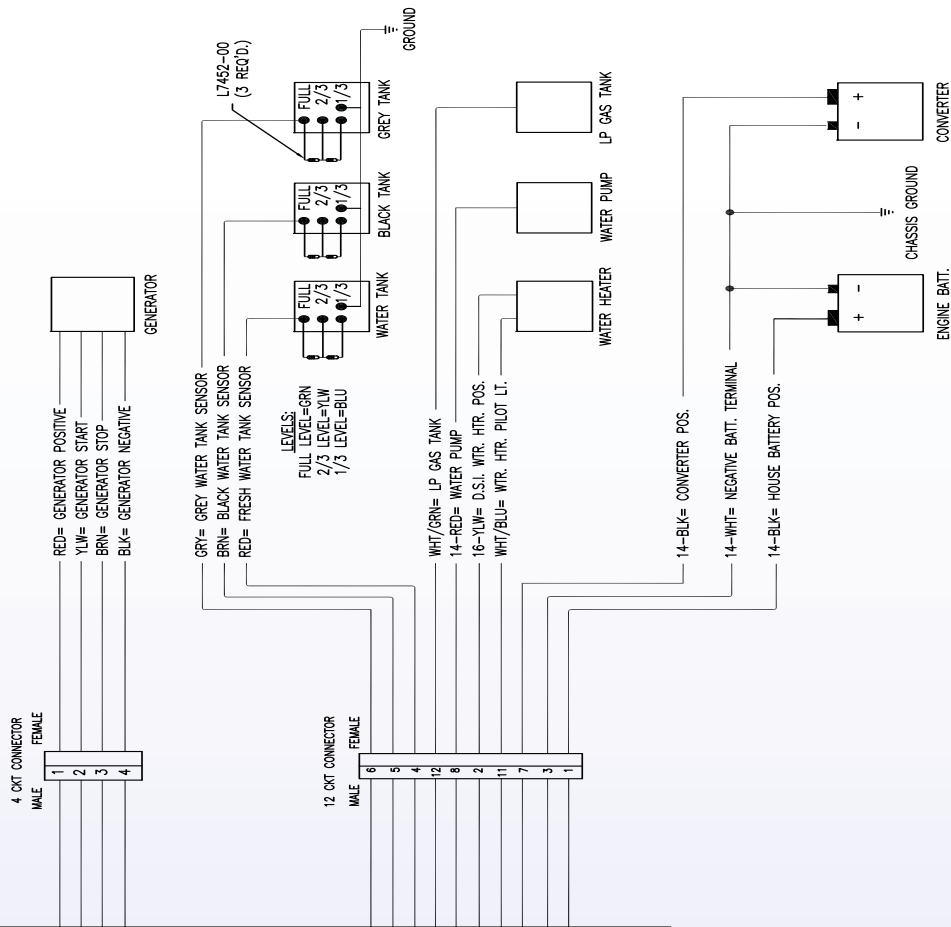 4 CKT CONNECTOR
MALE FEMALE
1
2
3
4
RED= GENERATOR POSITIVE
YLW= GENERATOR START
BRN= GENERATOR STOP
BLK= GENERATOR NEGATIVE
GENERATOR
12 CKT CONNECTOR
MALE FEMALE
6
5
4
12
8
2
11
7
3
1
GRY= GREY WATER TANK SENSOR
BRN= BLACK WATER TANK SENSOR
RED= FRESH WATER TANK SENSOR
LEVELS:
FULL LEVEL=GRN
2/3 LEVEL=YLW
1/3 LEVEL=BLU
FULL
2/3
1/3
WATER TANK
FULL
2/3
1/3
BLACK TANK
FULL
2/3
1/3
GREY TANK
L7452-00
(3 REQ'D.)
GROUND
WHT/GRN= LP GAS TANK
14-RED= WATER PUMP
16-YLW= D.S.I. WTR. HTR. POS.
WHT/BLU= WTR. HTR. PILOT LT.
WATER HEATER
WATER PUMP
LP GAS TANK
14-BLK= CONVERTER POS.
14-WHT= NEGATIVE BATT. TERMINAL
14-BLK= HOUSE BATTERY POS.
+ -
ENGINE BATT.
CHASSIS GROUND
- +
CONVERTER